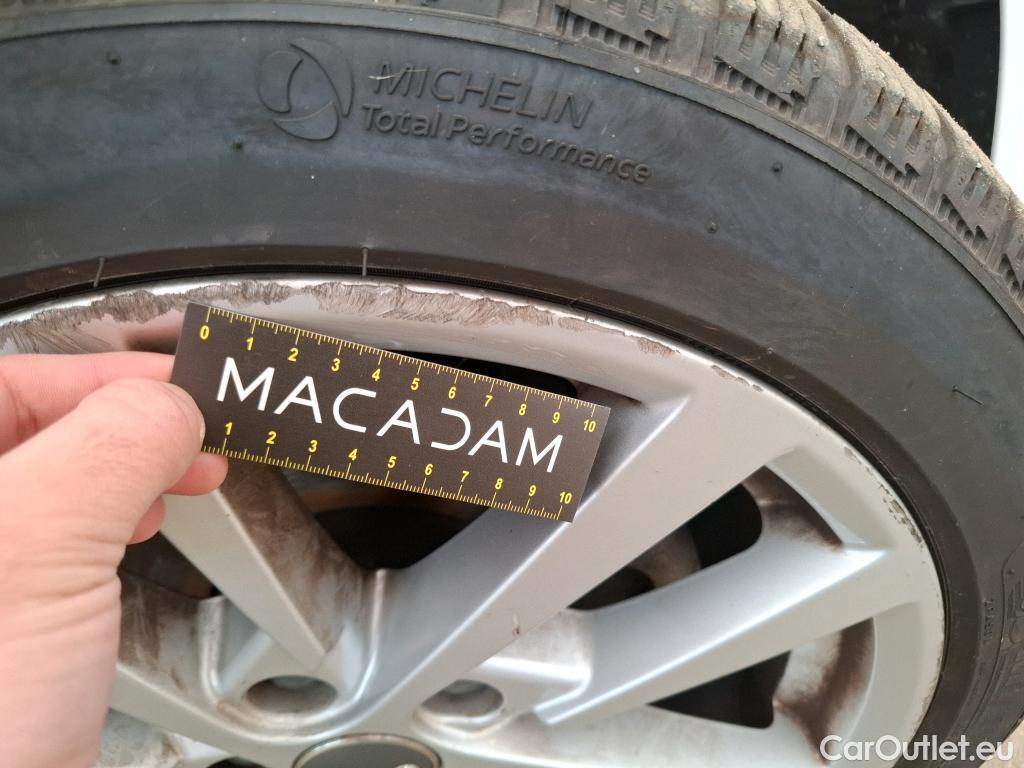 MICHELIN
Total Performance
0 1 2 3 4 5 6 7 8 9 10
MACADAM
1 2 3 4 5 6 7 8 9 10
CarOutlet.eu